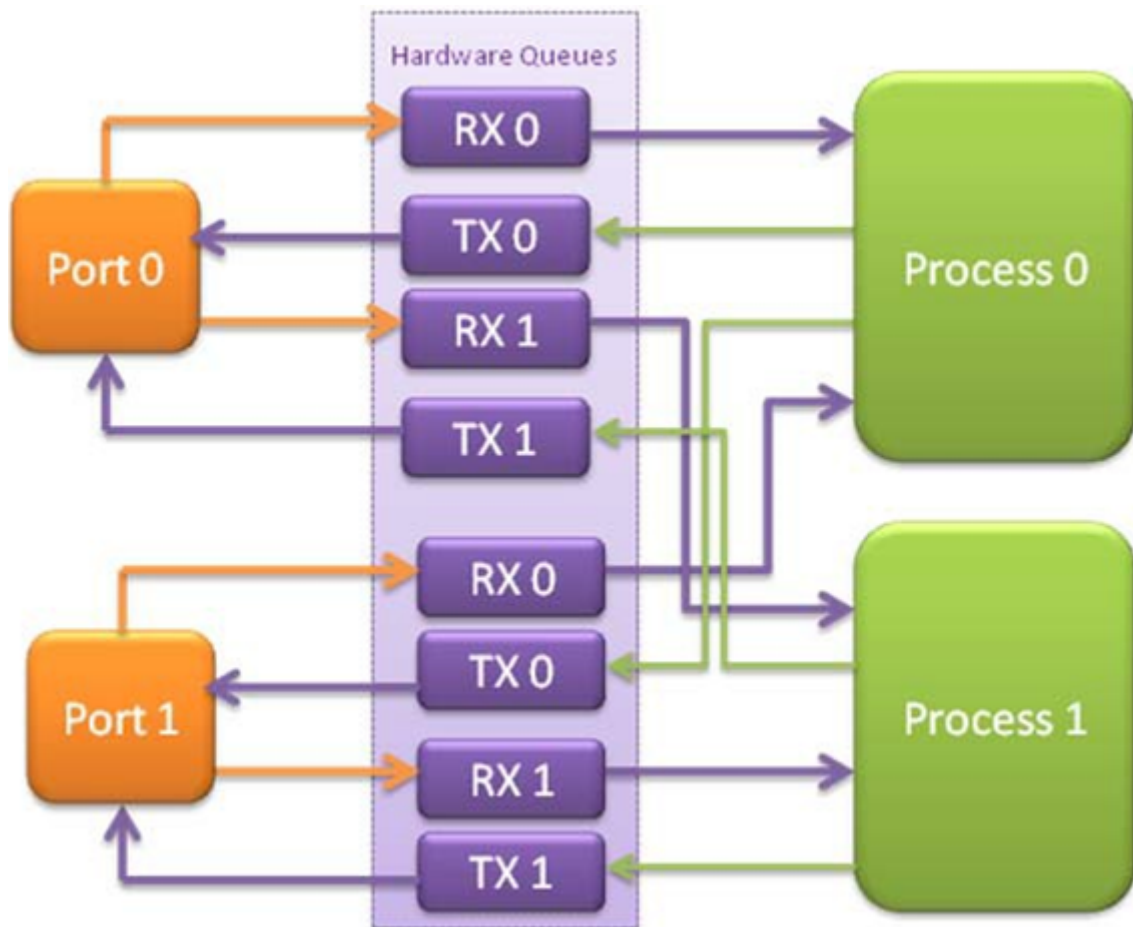 Hardware Queues
RX 0
TX 0
RX 1
TX 1
Port 0
Process 0
RX 0
TX 0
RX 1
TX 1
Port 1
Process 1